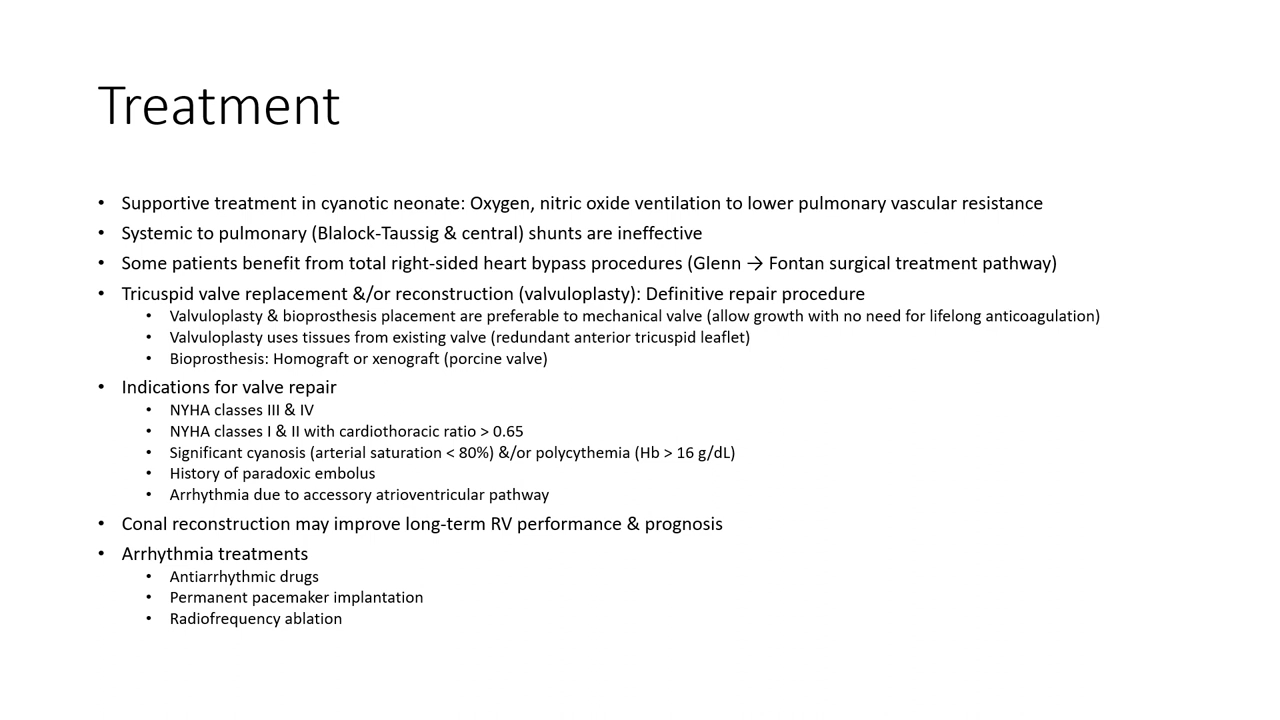 Treatment
• Supportive treatment in cyanotic neonate: Oxygen, nitric oxide ventilation to lower pulmonary vascular resistance
• Systemic to pulmonary (Blalock-Taussig & central) shunts are ineffective
• Some patients benefit from total right-sided heart bypass procedures (Glenn → Fontan surgical treatment pathway)
• Tricuspid valve replacement &/or reconstruction (valvuloplasty): Definitive repair procedure
• Valvuloplasty & bioprosthesis placement are preferable to mechanical valve (allow growth with no need for lifelong anticoagulation)
• Valvuloplasty uses tissues from existing valve (redundant anterior tricuspid leaflet)
• Bioprosthesis: Homograft or xenograft (porcine valve)
• Indications for valve repair
• NYHA classes III & IV
• NYHA classes I & II with cardiothoracic ratio > 0.65
• Significant cyanosis (arterial saturation < 80%) &/or polycythemia (Hb > 16 g/dL)
• History of paradoxic embolus
• Arrhythmia due to accessory atrioventricular pathway
• Conal reconstruction may improve long-term RV performance & prognosis
• Arrhythmia treatments
• Antiarrhythmic drugs
• Permanent pacemaker implantation
• Radiofrequency ablation